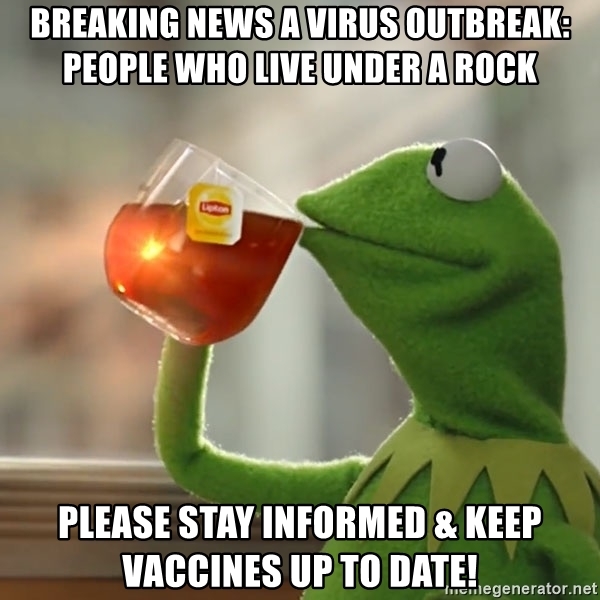 BREAKING NEWS A VIRUS OUTBREAK:
PEOPLE WHO LIVE UNDER A ROCK
Lipton
PLEASE STAY INFORMED & KEEP
VACCINES UP TO DATE!
memegenerator.net